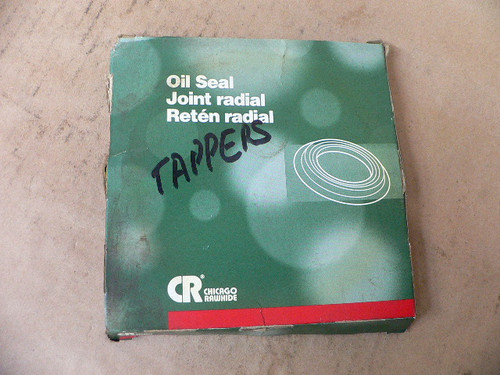 Oil Seal
Joint radial
Retén radial
TAPPERS
CR®
CHICAGO
RAWHIDE